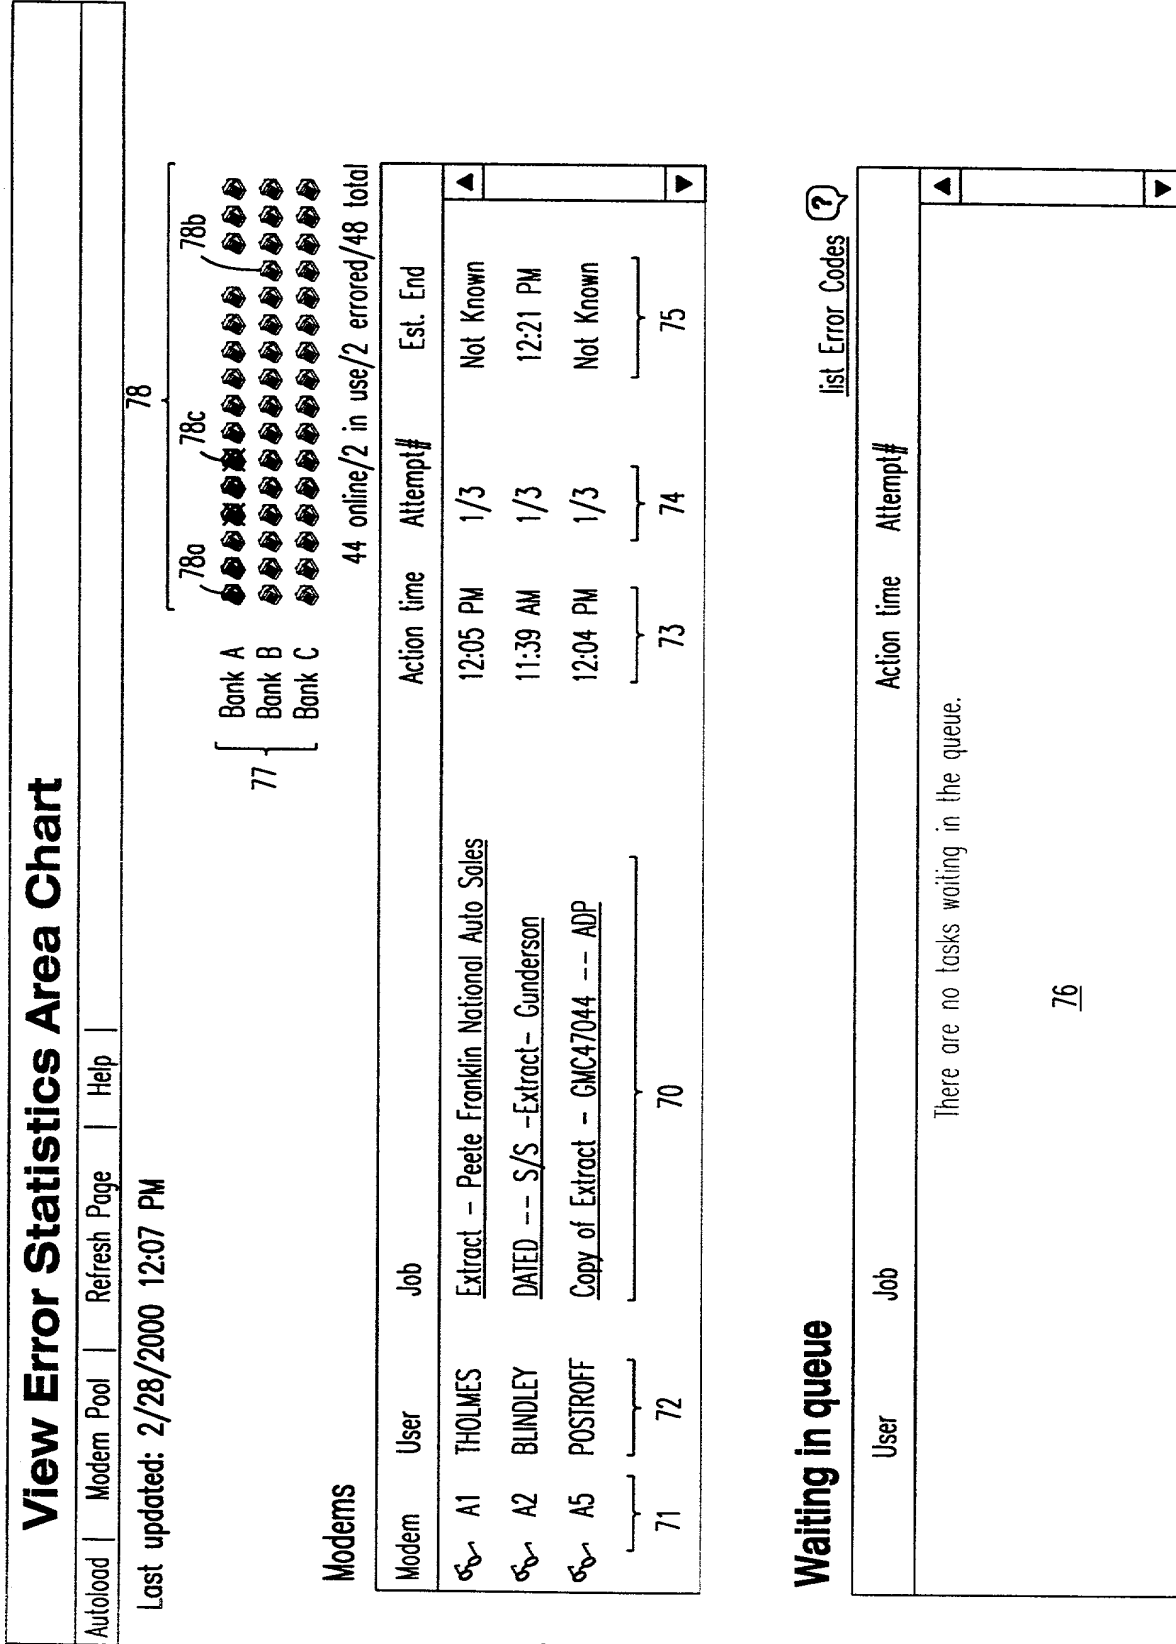 View Error Statistics Area Chart
Autoload | Modem Pool | Refresh Page | Help |
Last updated: 2/28/2000 12:07 PM
78
78a 78c 78b
77
Bank A
Bank B
Bank C
44 online/2 in use/2 errored/48 total
Modems
Modem User Job Action time Attempt# Est. End
A1 THOLMES Extract - Peete Franklin National Auto Sales 12:05 PM 1/3 Not Known
A2 BLINDLEY DATED -- S/S -Extract- Gunderson 11:39 AM 1/3 12:21 PM
A5 POSTROFF Copy of Extract - GMC47044 -- ADP 12:04 PM 1/3 Not Known
71 72 70 73 74 75
Waiting in queue
list Error Codes ?
User Job Action time Attempt#
There are no tasks waiting in the queue.
76